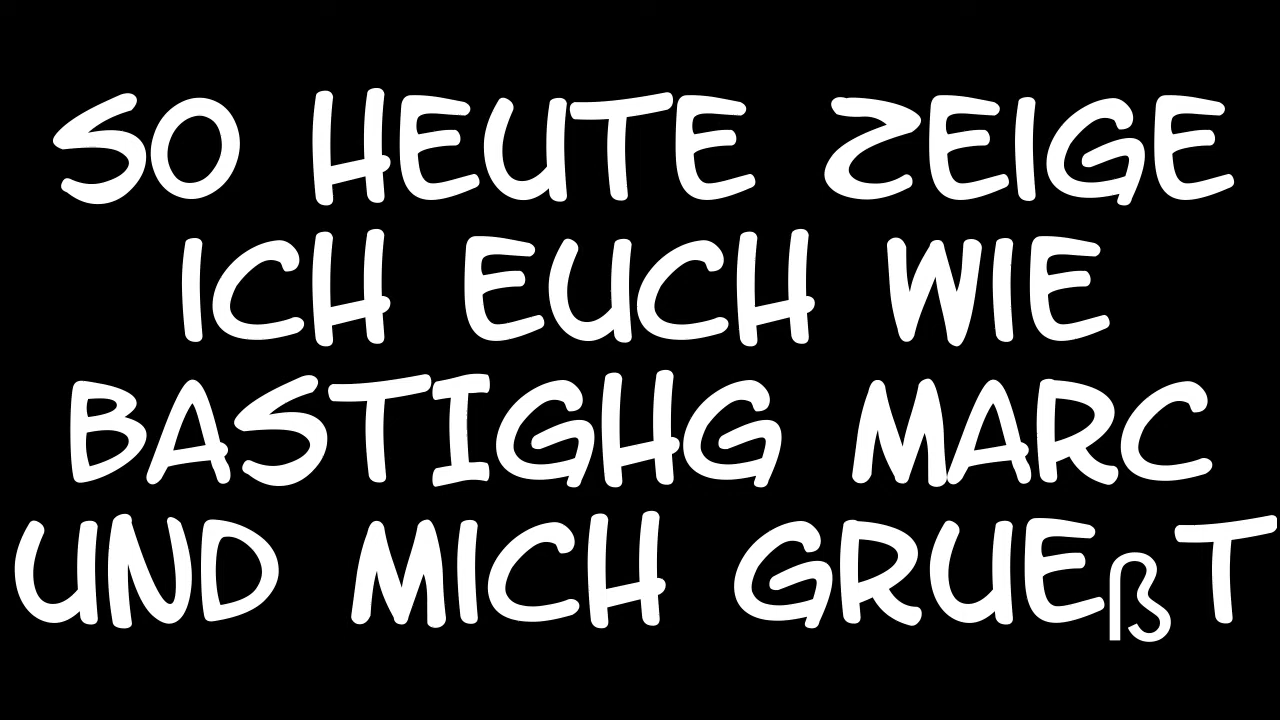 SO HEUTE ZEIGE
ICH EUCH WIE
BASTIGHG MARC
UND MICH GRUEßT